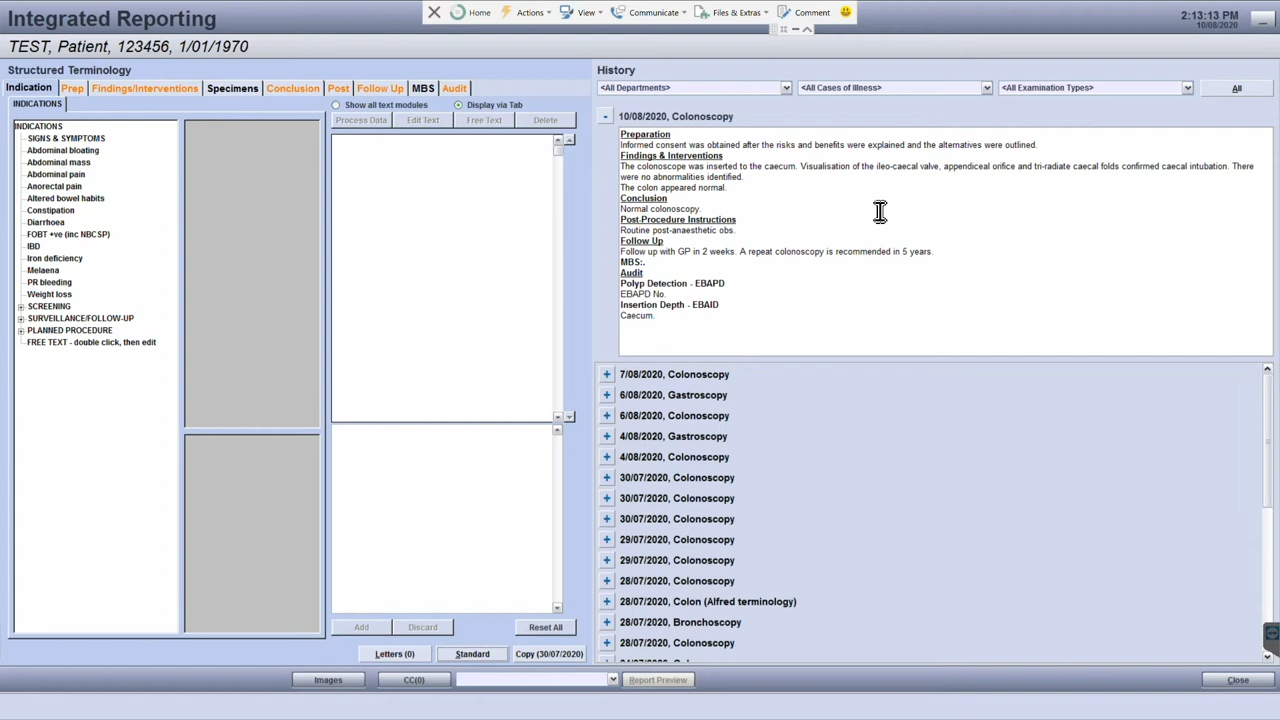 Integrated Reporting
Home Actions View Communicate Files & Extras Comment
2:13:13 PM
10/08/2020
TEST, Patient, 123456, 1/01/1970
Structured Terminology
Indication Prep Findings/Interventions Specimens Conclusion Post Follow Up MBS Audit
INDICATIONS
Show all text modules Display via Tab
Process Data Edit Text Free Text Delete
INDICATIONS
SIGNS & SYMPTOMS
Abdominal bloating
Abdominal mass
Abdominal pain
Anorectal pain
Altered bowel habits
Constipation
Diarrhoea
FOBT +ve (inc NBCSP)
IBD
Iron deficiency
Melaena
PR bleeding
Weight loss
SCREENING
SURVEILLANCE/FOLLOW-UP
PLANNED PROCEDURE
FREE TEXT - double click, then edit
Add Discard Reset All
Letters (0) Standard Copy (30/07/2020)
History
<All Departments> <All Cases of Illness> <All Examination Types> All
10/08/2020, Colonoscopy
Preparation
Informed consent was obtained after the risks and benefits were explained and the alternatives were outlined.
Findings & Interventions
The colonoscope was inserted to the caecum. Visualisation of the ileo-caecal valve, appendiceal orifice and tri-radiate caecal folds confirmed caecal intubation. There
were no abnormalities identified.
The colon appeared normal.
Conclusion
Normal colonoscopy.
Post-Procedure Instructions
Routine post-anaesthetic obs.
Follow Up
Follow up with GP in 2 weeks. A repeat colonoscopy is recommended in 5 years.
MBS:.
Audit
Polyp Detection - EBAPD
EBAPD No.
Insertion Depth - EBAID
Caecum.
7/08/2020, Colonoscopy
6/08/2020, Gastroscopy
6/08/2020, Colonoscopy
4/08/2020, Gastroscopy
4/08/2020, Colonoscopy
30/07/2020, Colonoscopy
30/07/2020, Colonoscopy
30/07/2020, Colonoscopy
29/07/2020, Colonoscopy
29/07/2020, Colonoscopy
28/07/2020, Colonoscopy
28/07/2020, Colon (Alfred terminology)
28/07/2020, Bronchoscopy
28/07/2020, Colonoscopy
Images CC(0) Report Preview Close